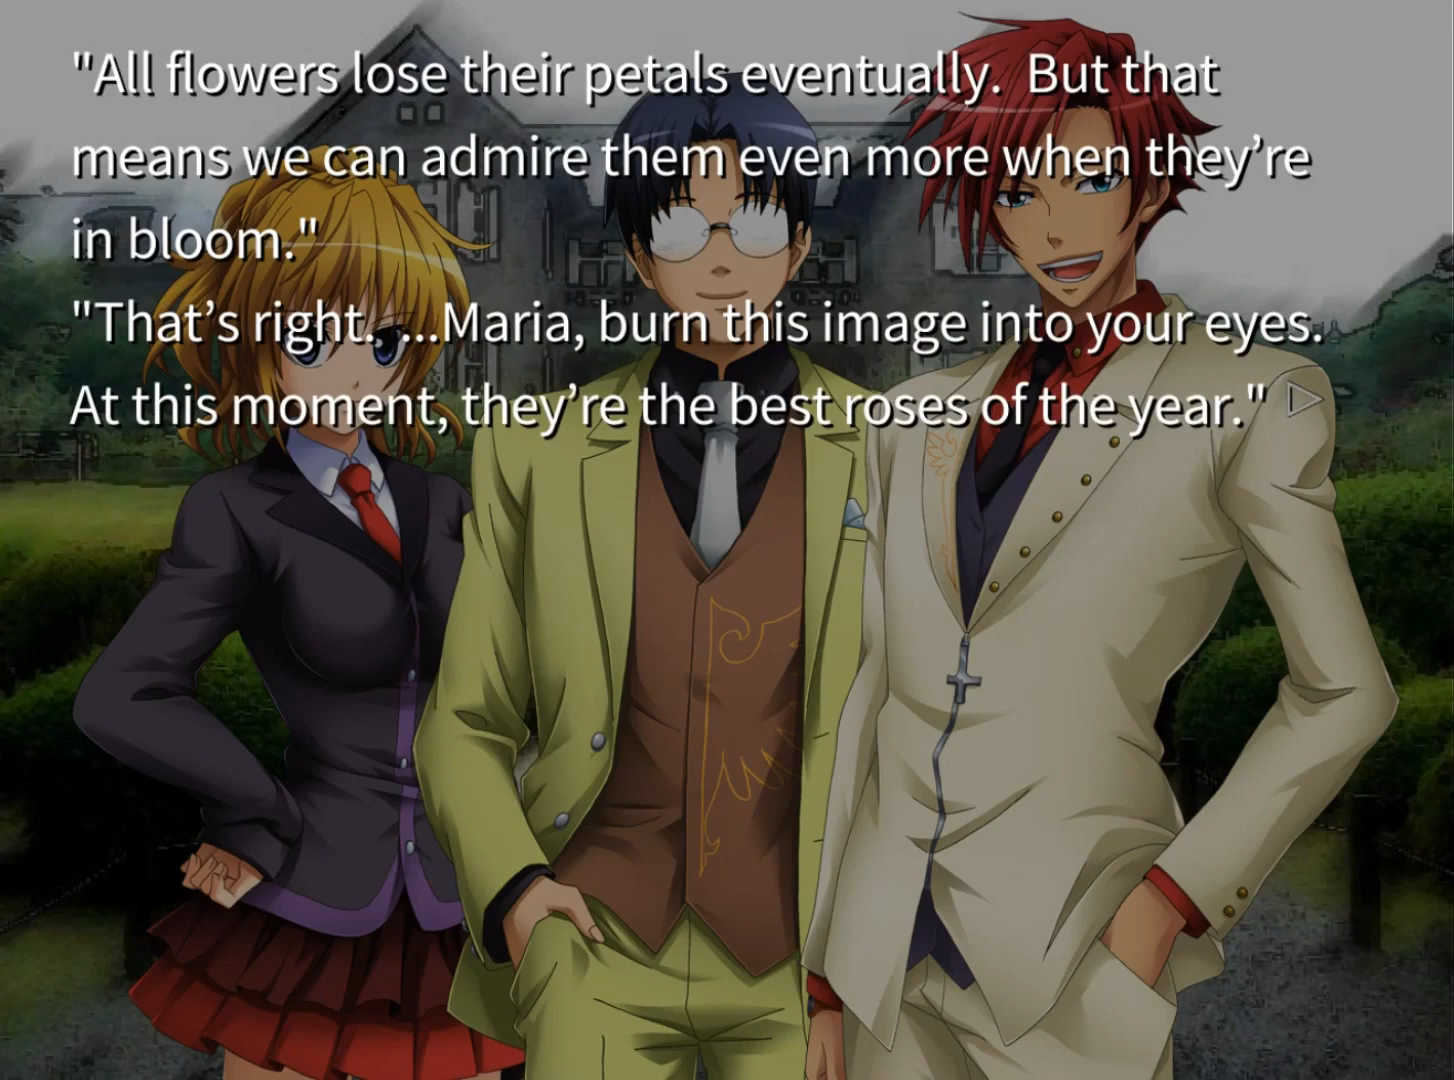 "All flowers lose their petals eventually.  But that
means we can admire them even more when they’re
in bloom."
"That’s right.  ...Maria, burn this image into your eyes.
At this moment, they’re the best roses of the year."